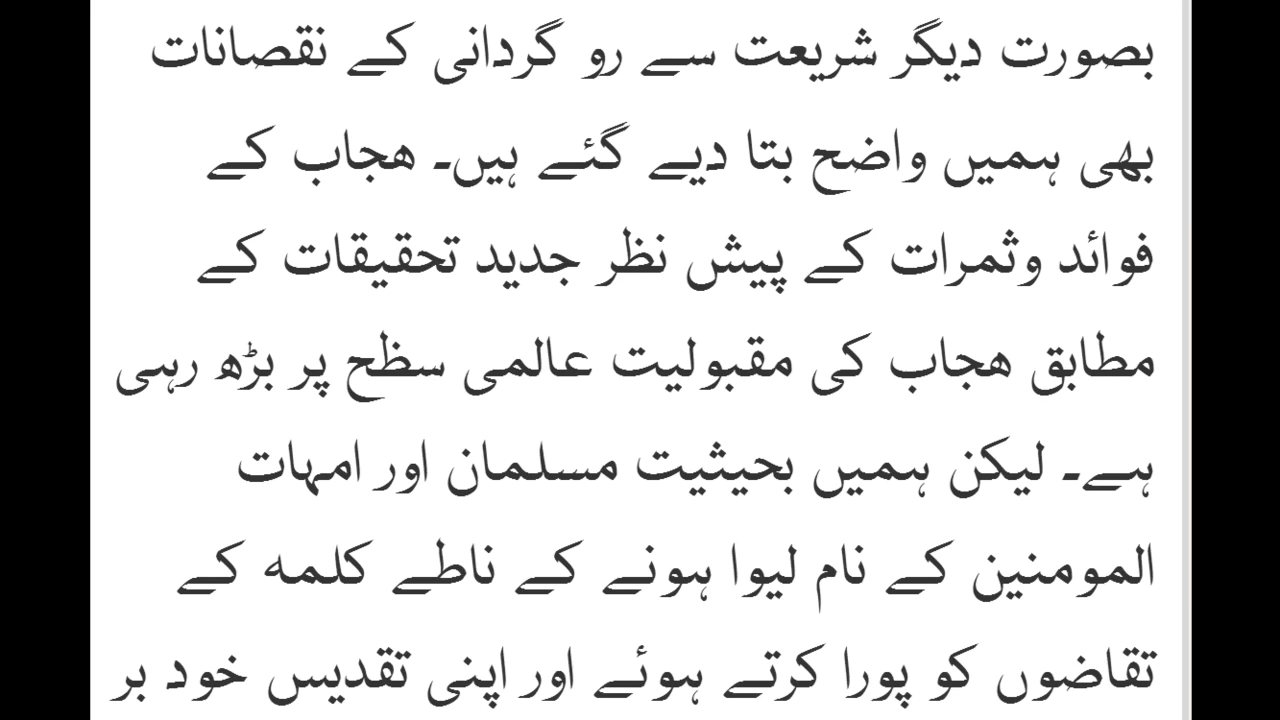 بصورت دیگر شریعت سے رو گردانی کے نقصانات
بھی ہمیں واضح بتا دیے گئے ہیں۔ ھجاب کے
فوائد وثمرات کے پیش نظر جدید تحقیقات کے
مطابق ھجاب کی مقبولیت عالمی سظح پر بڑھ رہی
ہے۔ لیکن ہمیں بحیثیت مسلمان اور امہات
المومنین کے نام لیوا ہونے کے ناطے کلمہ کے
تقاضوں کو پورا کرتے ہوئے اور اپنی تقدیس خود بر